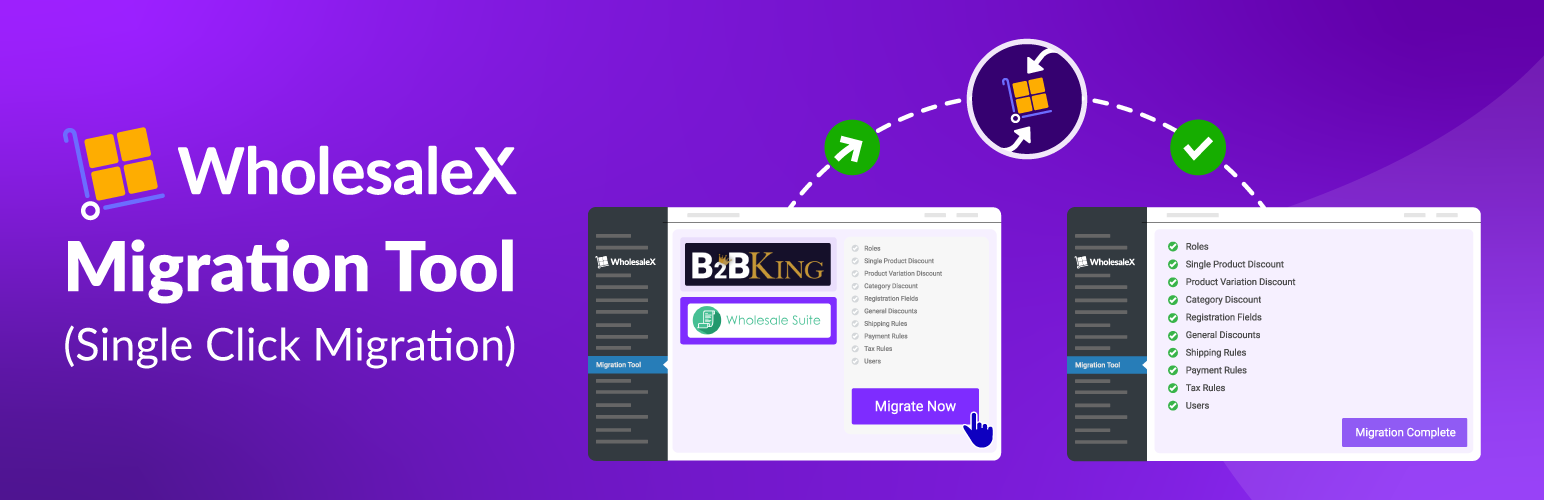 WholesaleX
Migration Tool
(Single Click Migration)
WholesaleX
Migration Tool
B2BKING
Wholesale Suite
Roles
Single Product Discount
Product Variation Discount
Category Discount
Registration Fields
General Discounts
Shipping Rules
Payment Rules
Tax Rules
Users
Migrate Now
WholesaleX
Migration Tool
Roles
Single Product Discount
Product Variation Discount
Category Discount
Registration Fields
General Discounts
Shipping Rules
Payment Rules
Tax Rules
Users
Migration Complete